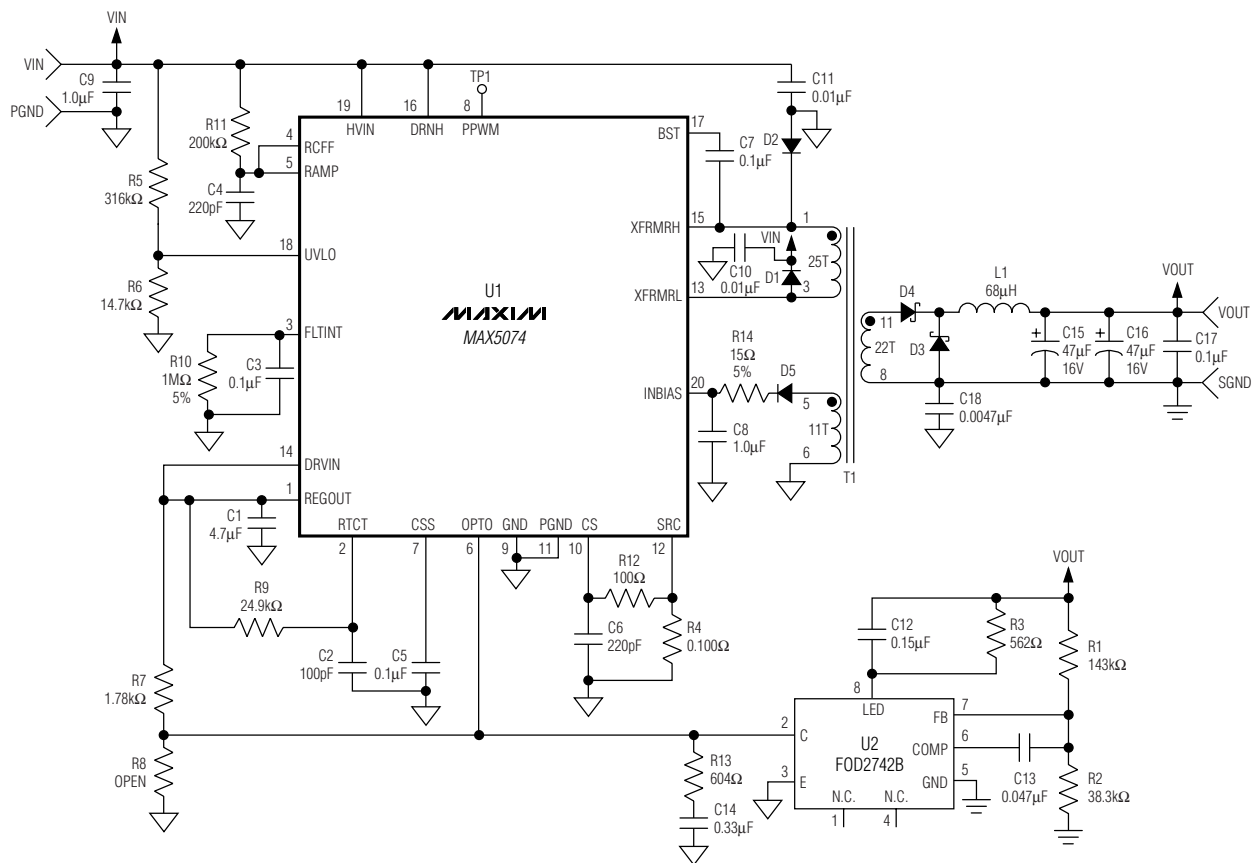 VIN
VIN
C9
1.0µF
PGND
C11
0.01µF
TP1
19
HVIN
16
DRNH
8
PPWM
R11
200kΩ
4
RCFF
5
RAMP
C4
220pF
R5
316kΩ
18
UVLO
R6
14.7kΩ
3
FLTINT
R10
1MΩ
5%
C3
0.1µF
14
DRVIN
1
REGOUT
C1
4.7µF
U1
MAXIM
MAX5074
17
BST
C7
0.1µF
D2
15
XFRMRH
VIN
C10
0.01µF
D1
13
XFRMRL
1
25T
3
R14
15Ω
5%
D5
20
INBIAS
C8
1.0µF
5
11T
6
T1
11
22T
8
D4
D3
L1
68µH
C18
0.0047µF
C15
47µF
16V
C16
47µF
16V
VOUT
VOUT
C17
0.1µF
SGND
RTCT
2
CSS
7
OPTO
6
GND
9
PGND
11
CS
10
SRC
12
R12
100Ω
C6
220pF
R4
0.100Ω
R9
24.9kΩ
C2
100pF
C5
0.1µF
R7
1.78kΩ
R8
OPEN
R13
604Ω
C14
0.33µF
VOUT
C12
0.15µF
R3
562Ω
R1
143kΩ
8
LED
2
C
3
E
U2
FOD2742B
7
FB
6
COMP
5
GND
N.C.
1
N.C.
4
C13
0.047µF
R2
38.3kΩ